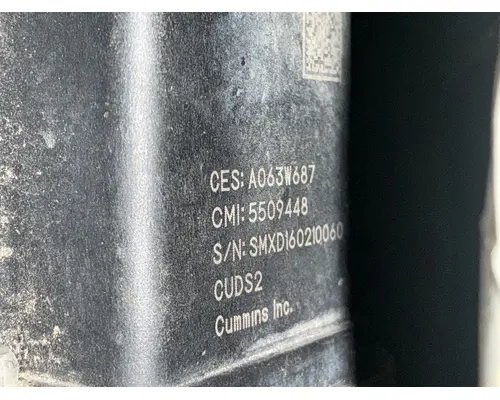 CES: A063W687
CMI: 5509448
S/N: SMXD160210060
CUDS2
Cummins Inc.